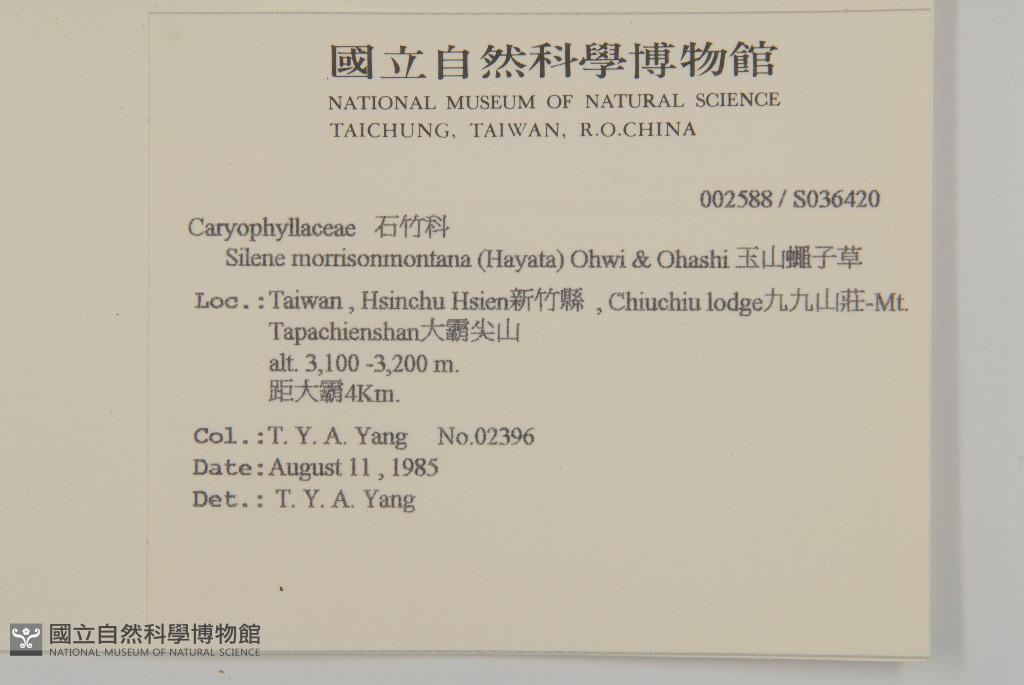 國立自然科學博物館
NATIONAL MUSEUM OF NATURAL SCIENCE
TAICHUNG, TAIWAN, R.O.CHINA
002588 / S036420
Caryophyllaceae 石竹科
Silene morrisonmontana (Hayata) Ohwi & Ohashi 玉山蠅子草
Loc.:Taiwan , Hsinchu Hsien新竹縣 , Chiuchiu lodge九九山莊-Mt.
Tapachienshan大霸尖山
alt. 3,100 -3,200 m.
距大霸4Km.
Col.:T. Y. A. Yang No.02396
Date:August 11 , 1985
Det.: T. Y. A. Yang
國立自然科學博物館
NATIONAL MUSEUM OF NATURAL SCIENCE